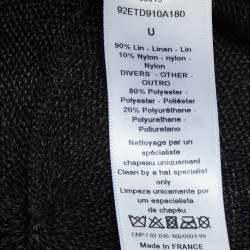 92ETD910A180
U
90% Lin - Linen - Lin
10% Nylon - nylon -
Nylon
DIVERS - OTHER -
OUTRO
80% Polyester -
Polyester - Poliéster
20% Polyuréthane -
Polyurethane -
Poliuretano
Nettoyage par un
spécialiste
chapeau uniquement
Clean by a hat specialist
only
Limpeza unicamente por
um especialista
de chapéu
Made in FRANCE